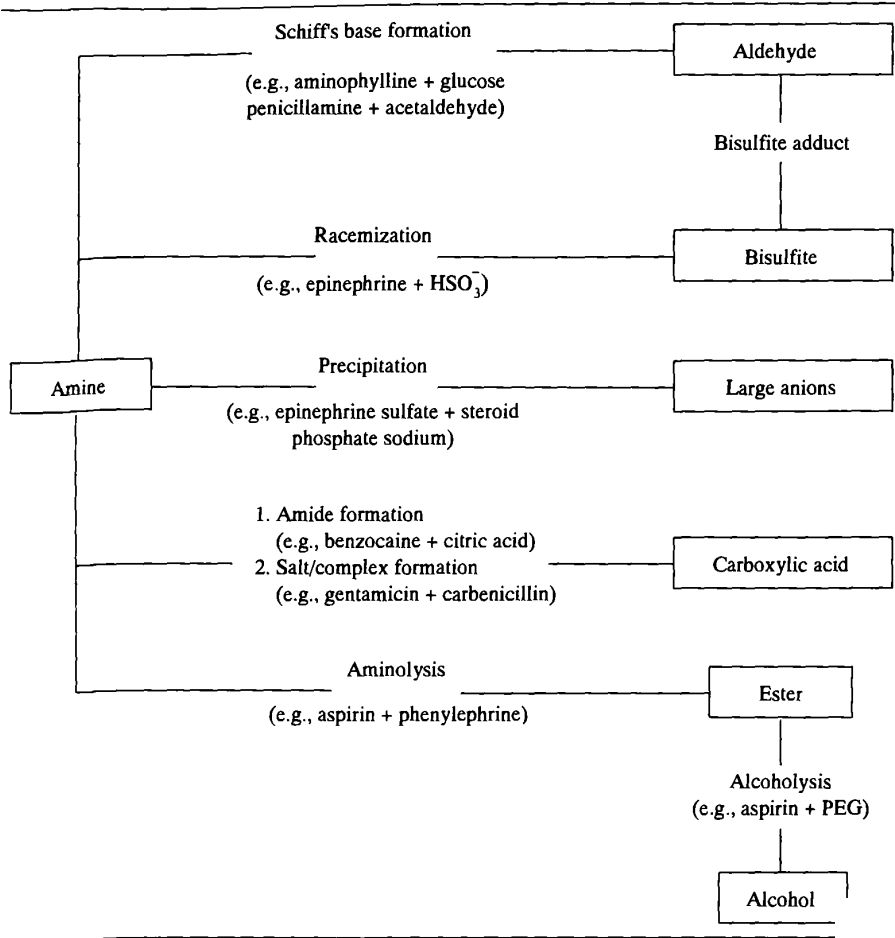 Schiff's base formation
Aldehyde
(e.g., aminophylline + glucose
penicillamine + acetaldehyde)
Bisulfite adduct
Racemization
Bisulfite
(e.g., epinephrine + HSO₃⁻)
Precipitation
Amine
Large anions
(e.g., epinephrine sulfate + steroid
phosphate sodium)
1. Amide formation
(e.g., benzocaine + citric acid)
2. Salt/complex formation
Carboxylic acid
(e.g., gentamicin + carbenicillin)
Aminolysis
Ester
(e.g., aspirin + phenylephrine)
Alcoholysis
(e.g., aspirin + PEG)
Alcohol